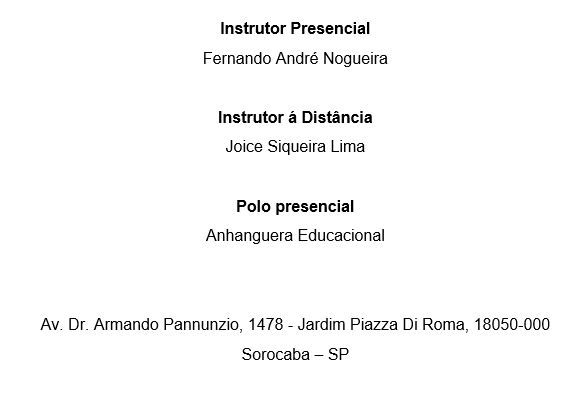 Instrutor Presencial
Fernando André Nogueira
Instrutor á Distância
Joice Siqueira Lima
Polo presencial
Anhanguera Educacional
Av. Dr. Armando Pannunzio, 1478 - Jardim Piazza Di Roma, 18050-000
Sorocaba – SP